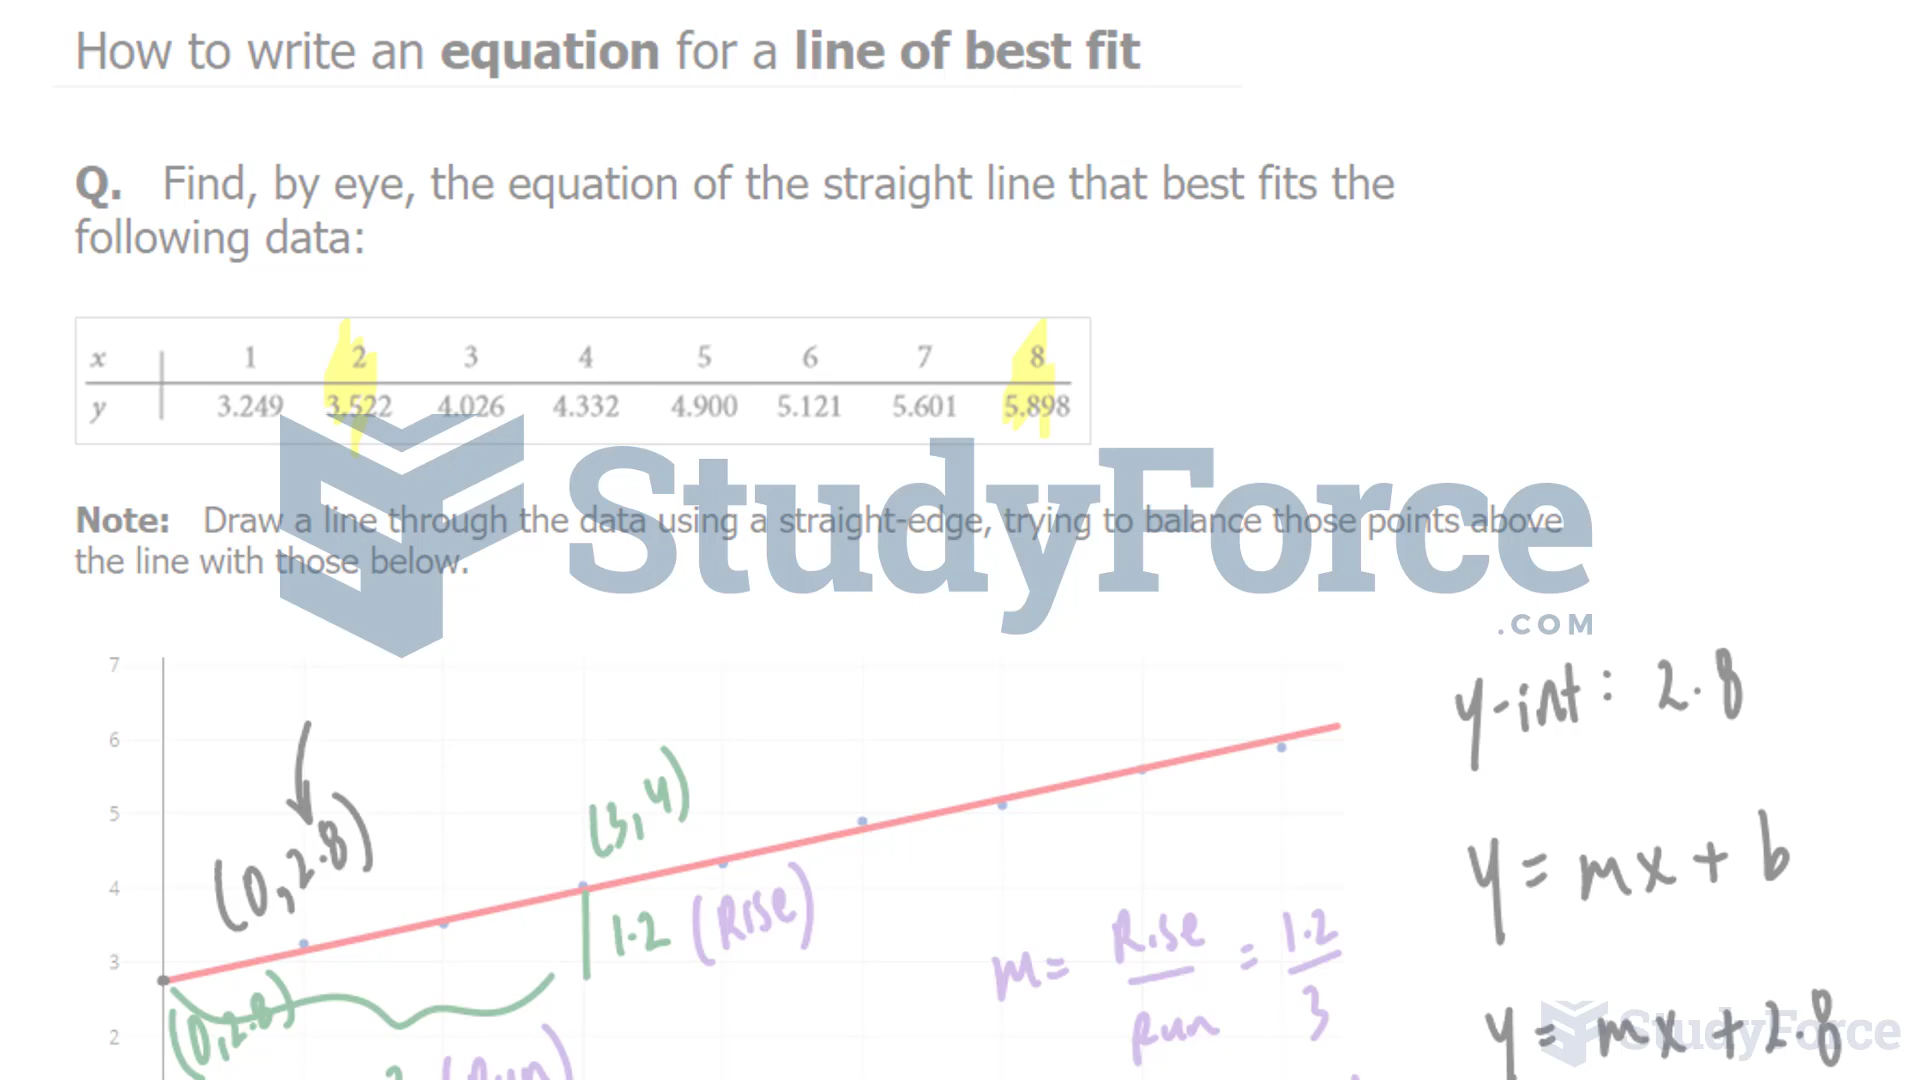 How to write an equation for a line of best fit
Q. Find, by eye, the equation of the straight line that best fits the
following data:
x 1 2 3 4 5 6 7 8
y 3.249 3.522 4.026 4.332 4.900 5.121 5.601 5.898
StudyForce
.COM
Note: Draw a line through the data using a straight-edge, trying to balance those points above
the line with those below.
7
6
5
4
3
2
(0, 2.8)
(3, 4)
1.2 (Rise)
(0, 2.8)
(Run)
m = Rise / Run = 1.2 / 3
y-int: 2.8
y = mx + b
y = mx + 2.8
StudyForce